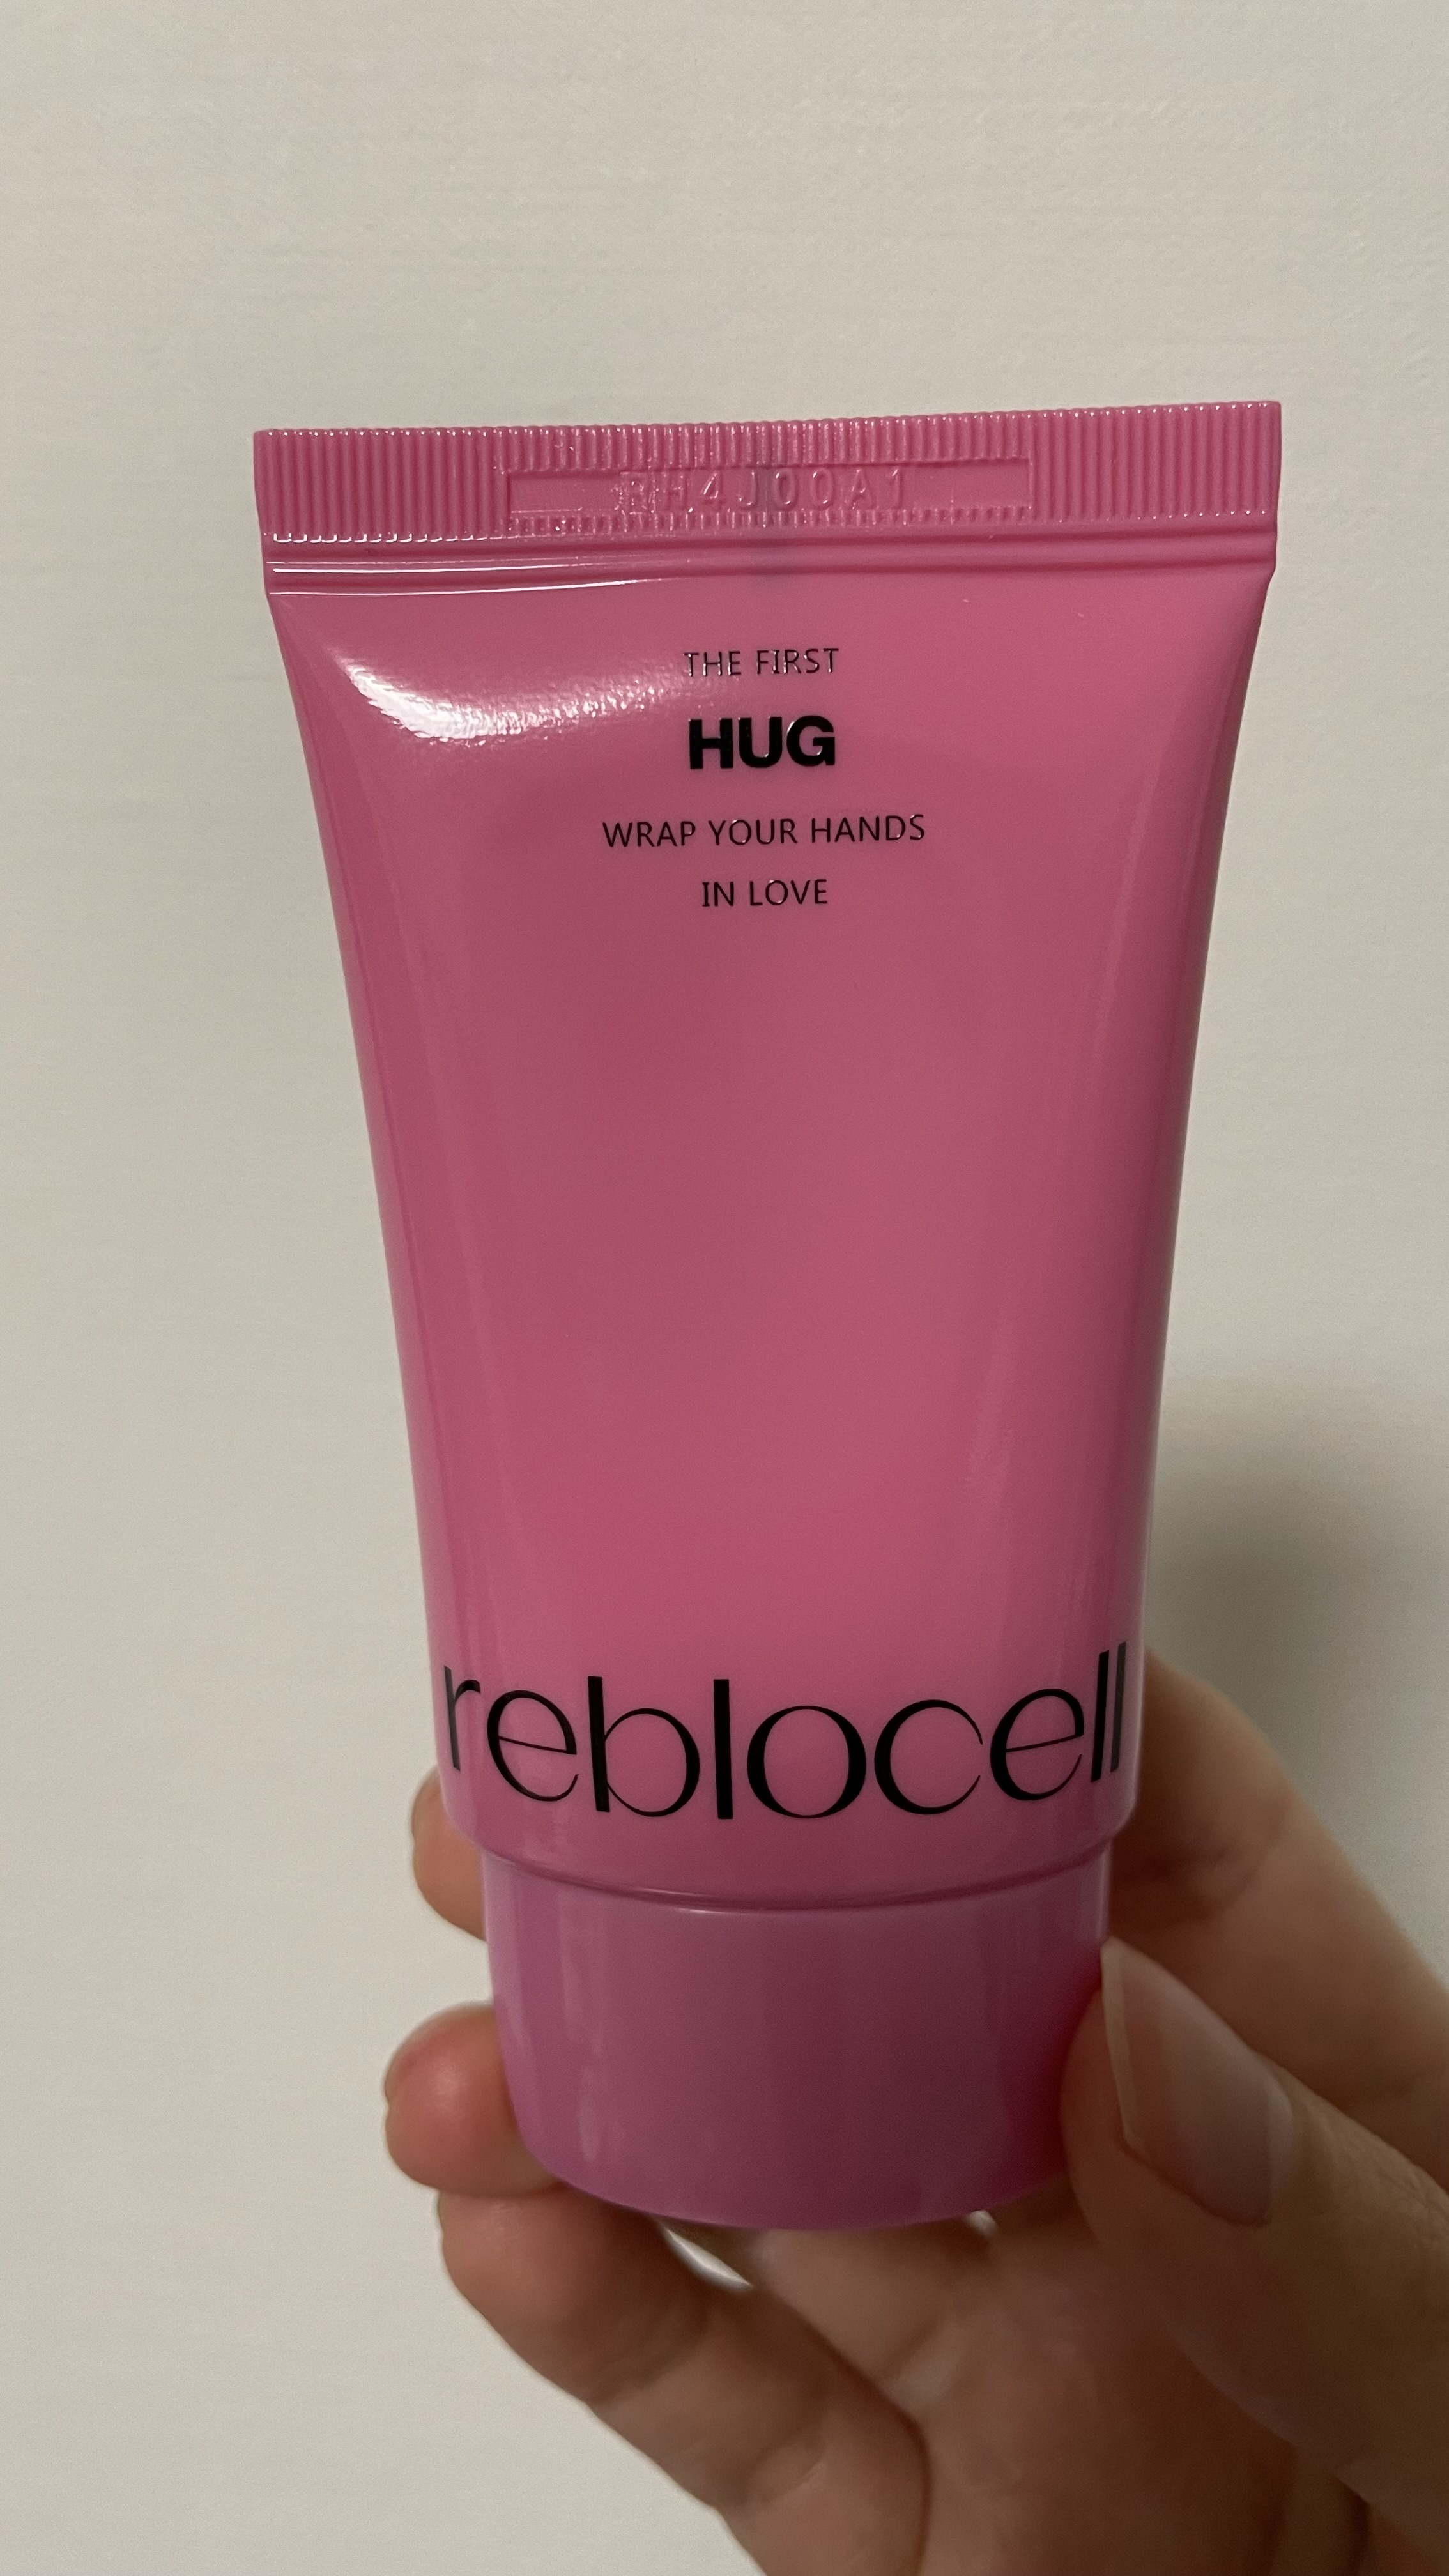 RH4J00A1
THE FIRST
HUG
WRAP YOUR HANDS
IN LOVE
reblocell